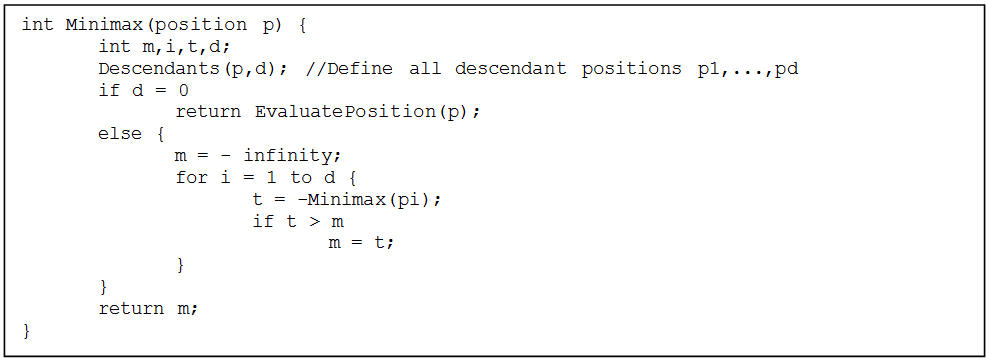 int Minimax(position p) {
int m,i,t,d;
Descendants(p,d); //Define all descendant positions p1,...,pd
if d = 0
return EvaluatePosition(p);
else {
m = - infinity;
for i = 1 to d {
t = -Minimax(pi);
if t > m
m = t;
}
}
return m;
}